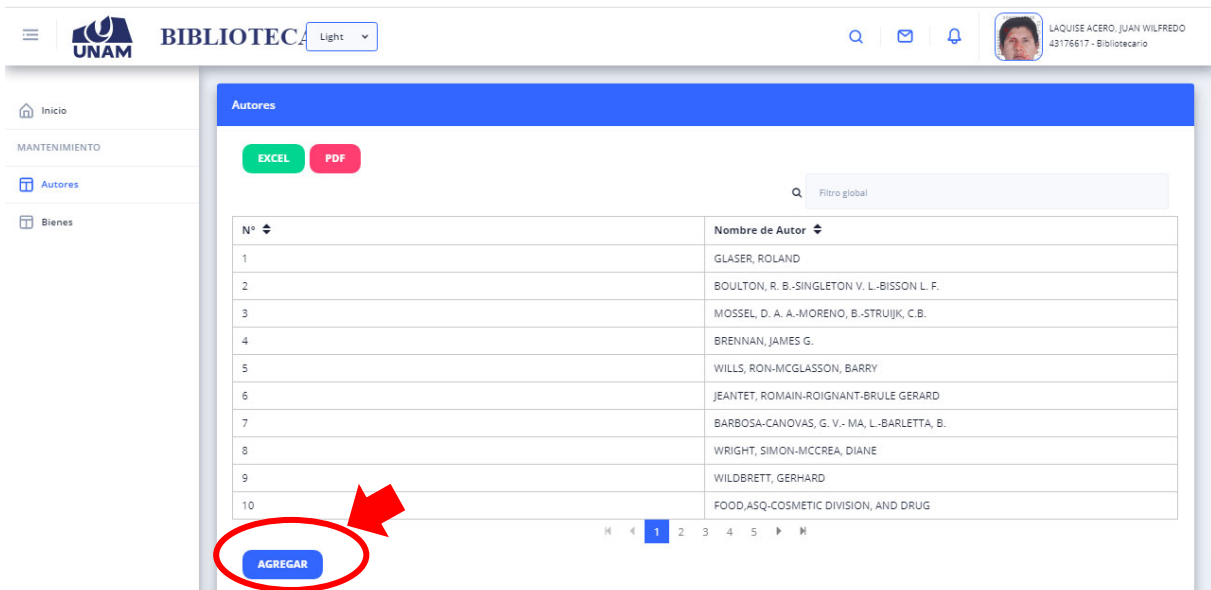 UNAM
BIBLIOTECA
Light
LAQUISE ACERO, JUAN WILFREDO
43176617 - Bibliotecario
Inicio
MANTENIMIENTO
Autores
Bienes
Autores
EXCEL PDF
Filtro global
N° Nombre de Autor
1 GLASER, ROLAND
2 BOULTON, R. B.-SINGLETON V. L.-BISSON L. F.
3 MOSSEL, D. A. A.-MORENO, B.-STRUIJK, C.B.
4 BRENNAN, JAMES G.
5 WILLS, RON-MCGLASSON, BARRY
6 JEANTET, ROMAIN-ROIGNANT-BRULE GERARD
7 BARBOSA-CANOVAS, G. V.- MA, L.-BARLETTA, B.
8 WRIGHT, SIMON-MCCREA, DIANE
9 WILDBRETT, GERHARD
10 FOOD,ASQ-COSMETIC DIVISION, AND DRUG
1 2 3 4 5
AGREGAR